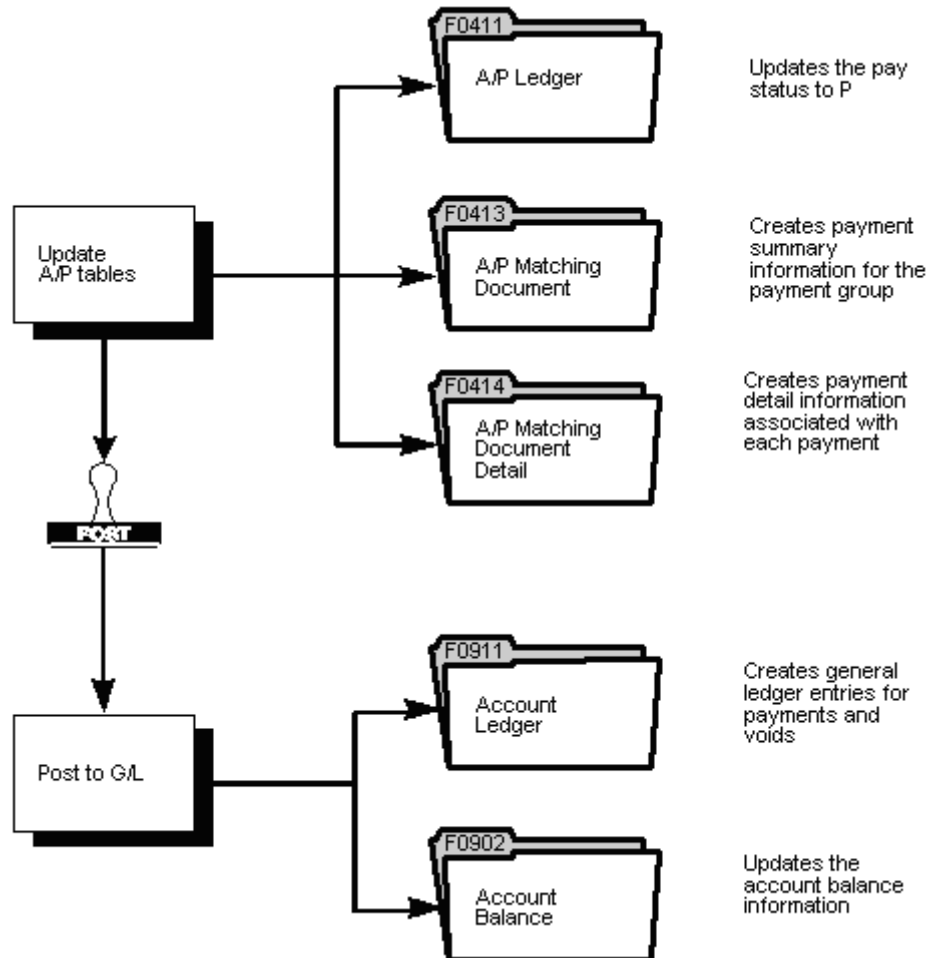 F0411
A/P Ledger
Updates the pay
status to P
Update
A/P tables
F0413
A/P Matching
Document
Creates payment
summary
information for the
payment group
F0414
A/P Matching
Document
Detail
Creates payment
detail information
associated with
each payment
POST
F0911
Account
Ledger
Creates general
ledger entries for
payments and
voids
Post to G/L
F0902
Account
Balance
Updates the
account balance
information